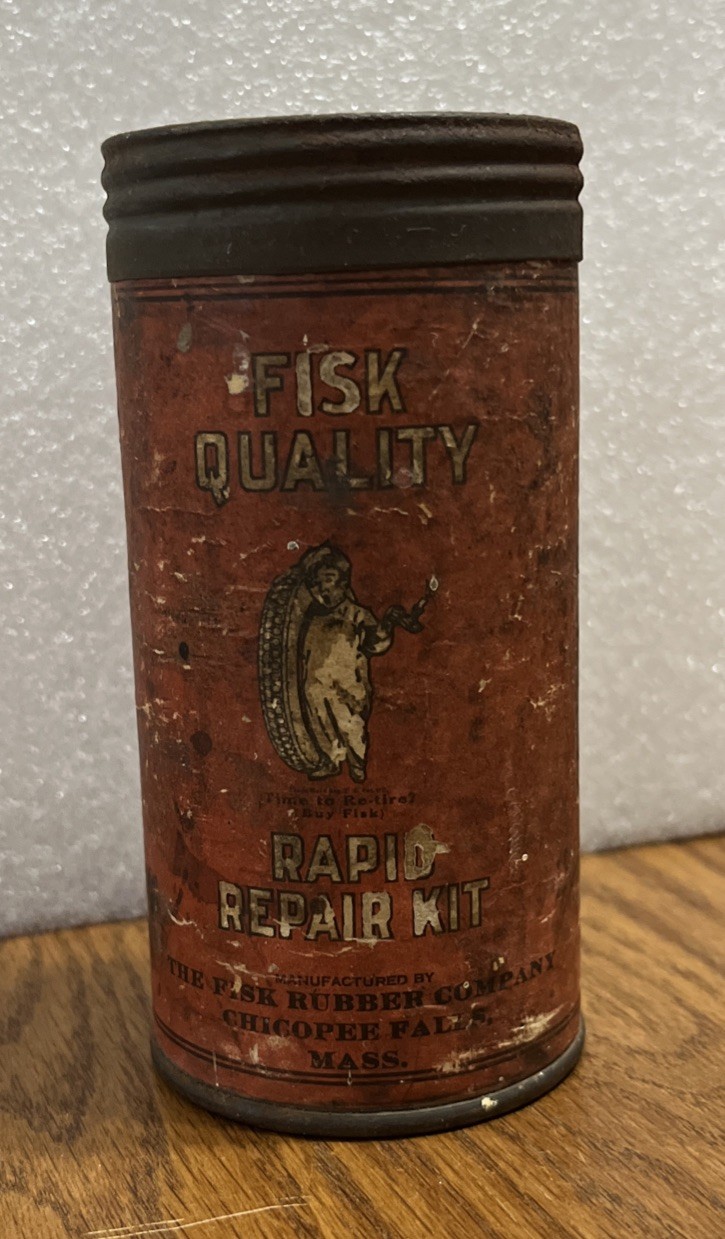 FISK
QUALITY
Time to Re-tire?
(Buy Fisk)
RAPID
REPAIR KIT
MANUFACTURED BY
THE FISK RUBBER COMPANY
CHICOPEE FALLS,
MASS.